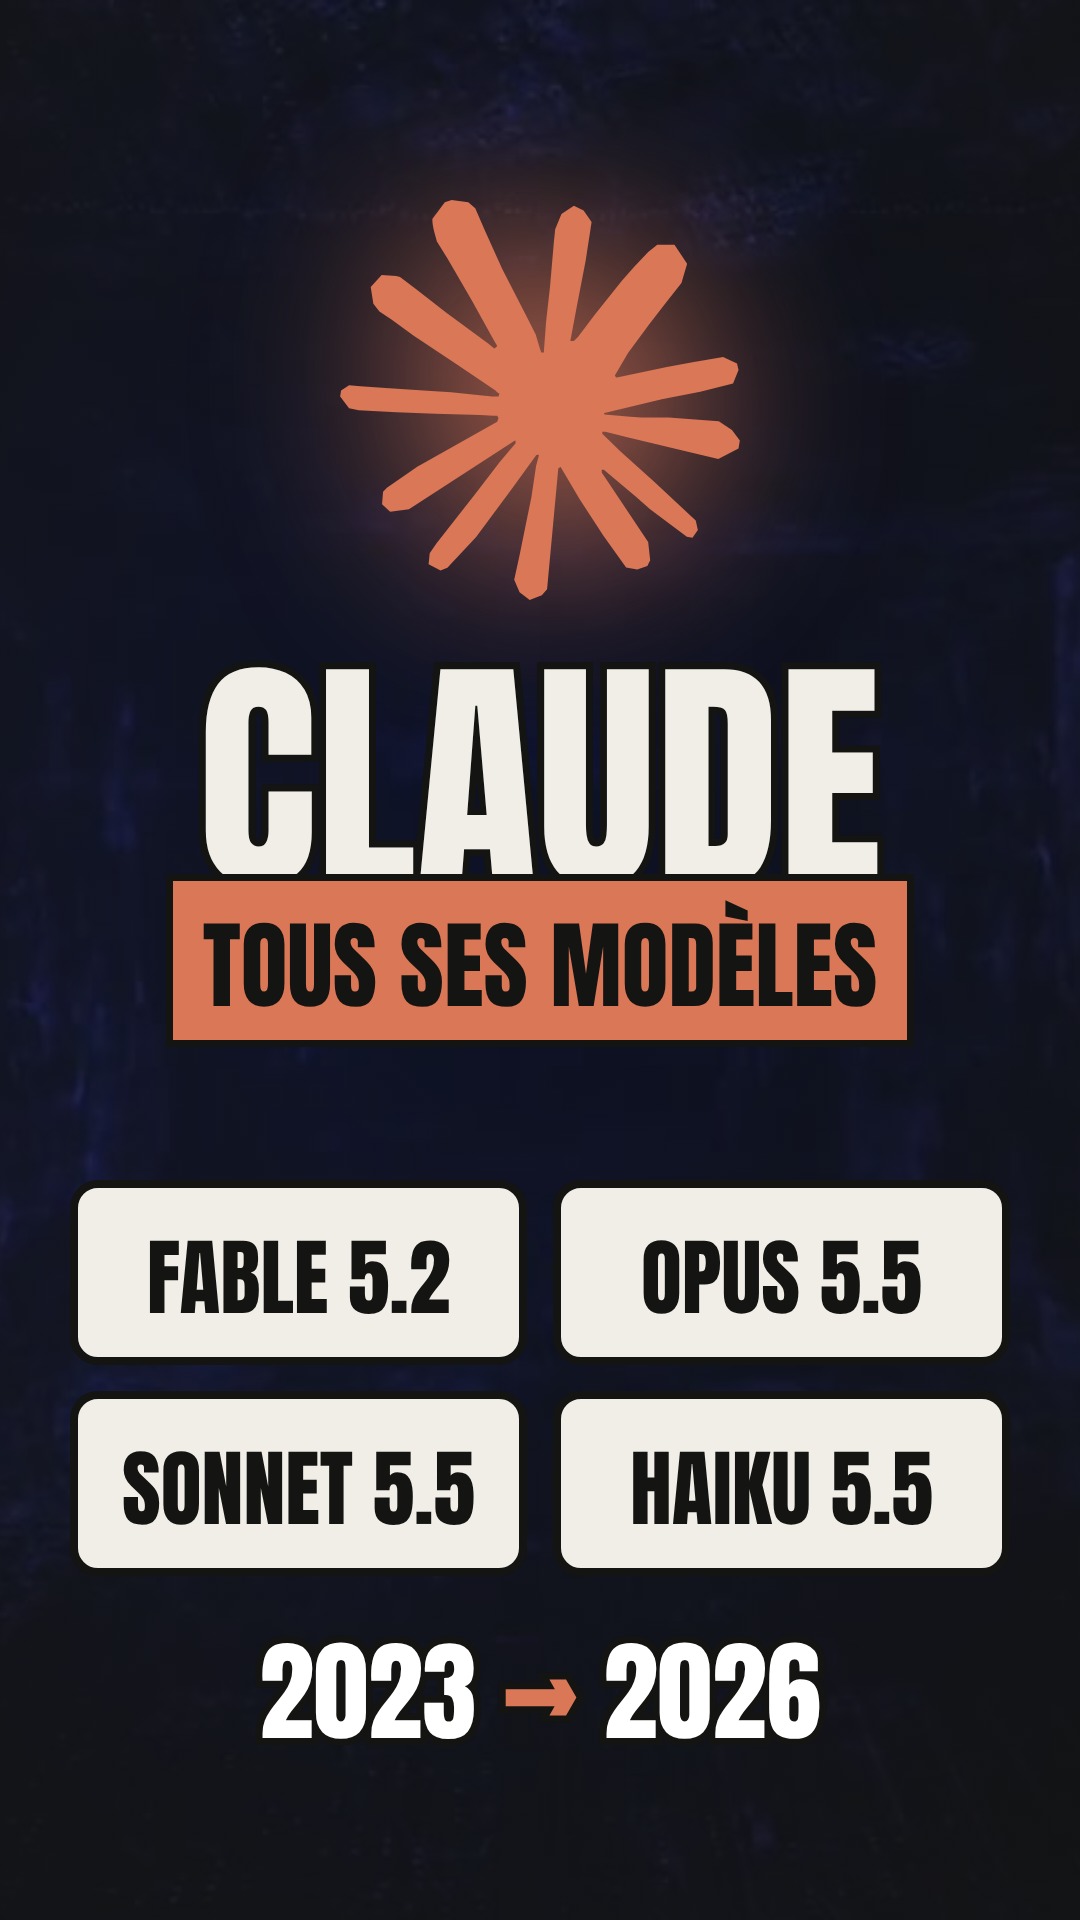 CLAUDE
TOUS SES MODÈLES
FABLE 5.2
OPUS 5.5
SONNET 5.5
HAIKU 5.5
2023 → 2026